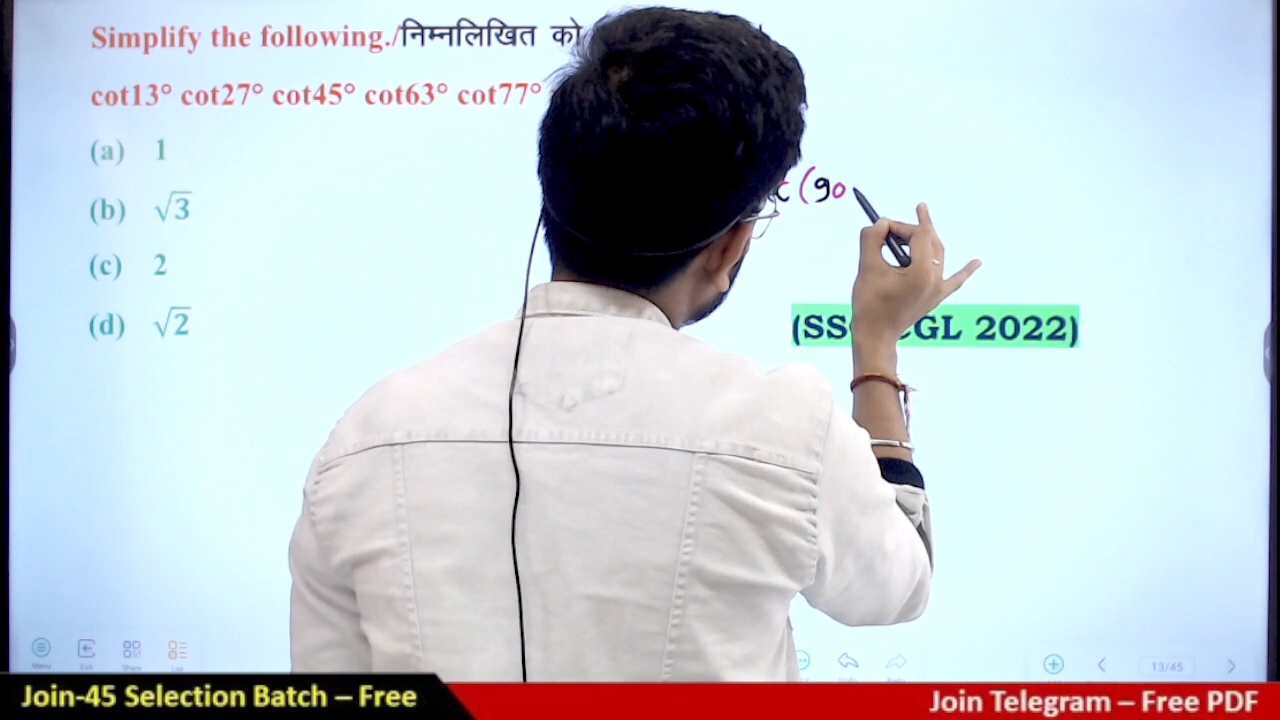 Simplify the following./निम्नलिखित को
cot13° cot27° cot45° cot63° cot77°
(a) 1
(b) √3
(c) 2
(d) √2
(90
(SS CGL 2022)
13/45
Join-45 Selection Batch – Free
Join Telegram – Free PDF